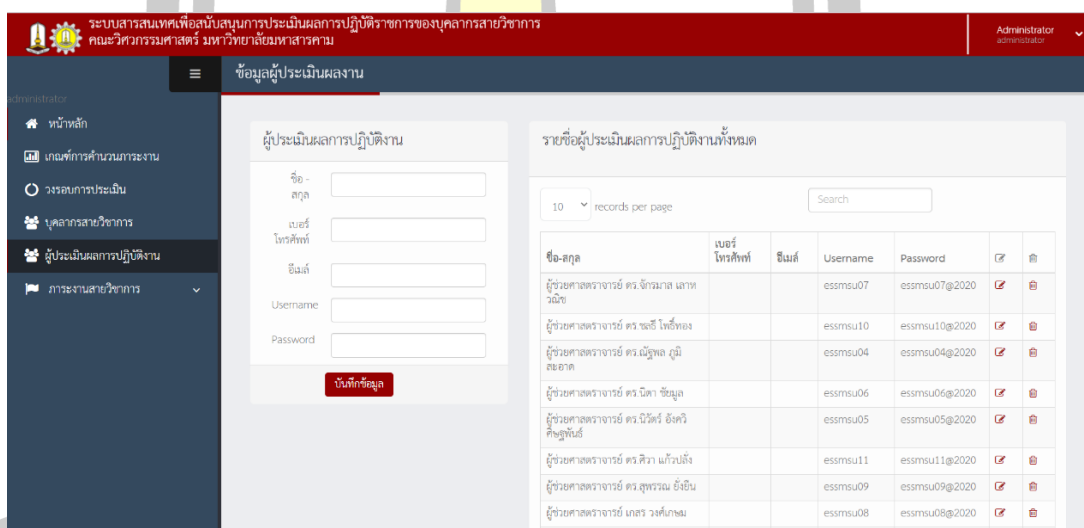 ระบบสารสนเทศเพื่อสนับสนุนการประเมินผลการปฏิบัติราชการของบุคลากรสายวิชาการ
คณะวิศวกรรมศาสตร์ มหาวิทยาลัยมหาสารคาม
Administrator
administrator
ข้อมูลผู้ประเมินผลงาน
administrator
หน้าหลัก
เกณฑ์การคำนวนภาระงาน
วงรอบการประเมิน
บุคลากรสายวิชาการ
ผู้ประเมินผลการปฏิบัติงาน
ภาระงานสายวิชาการ
ผู้ประเมินผลการปฏิบัติงาน
ชื่อ -
สกุล
เบอร์
โทรศัพท์
อีเมล์
Username
Password
บันทึกข้อมูล
รายชื่อผู้ประเมินผลการปฏิบัติงานทั้งหมด
10 records per page
Search
ชื่อ-สกุล เบอร์ โทรศัพท์ อีเมล์ Username Password
ผู้ช่วยศาสตราจารย์ ดร.จักรมาส เลาห essmsu07 essmsu07@2020
วณิช
ผู้ช่วยศาสตราจารย์ ดร.ชลธี โพธิ์ทอง essmsu10 essmsu10@2020
ผู้ช่วยศาสตราจารย์ ดร.ณัฐพล ภูมิ essmsu04 essmsu04@2020
สะอาด
ผู้ช่วยศาสตราจารย์ ดร.นิดา ชัยมูล essmsu06 essmsu06@2020
ผู้ช่วยศาสตราจารย์ ดร.นิวัตร์ อังควิ essmsu05 essmsu05@2020
ศิษฐพันธ์
ผู้ช่วยศาสตราจารย์ ดร.ศิวา แก้วปลั่ง essmsu11 essmsu11@2020
ผู้ช่วยศาสตราจารย์ ดร.สุพรรณ ยั่งยืน essmsu09 essmsu09@2020
ผู้ช่วยศาสตราจารย์ เกสร วงศ์เกษม essmsu08 essmsu08@2020